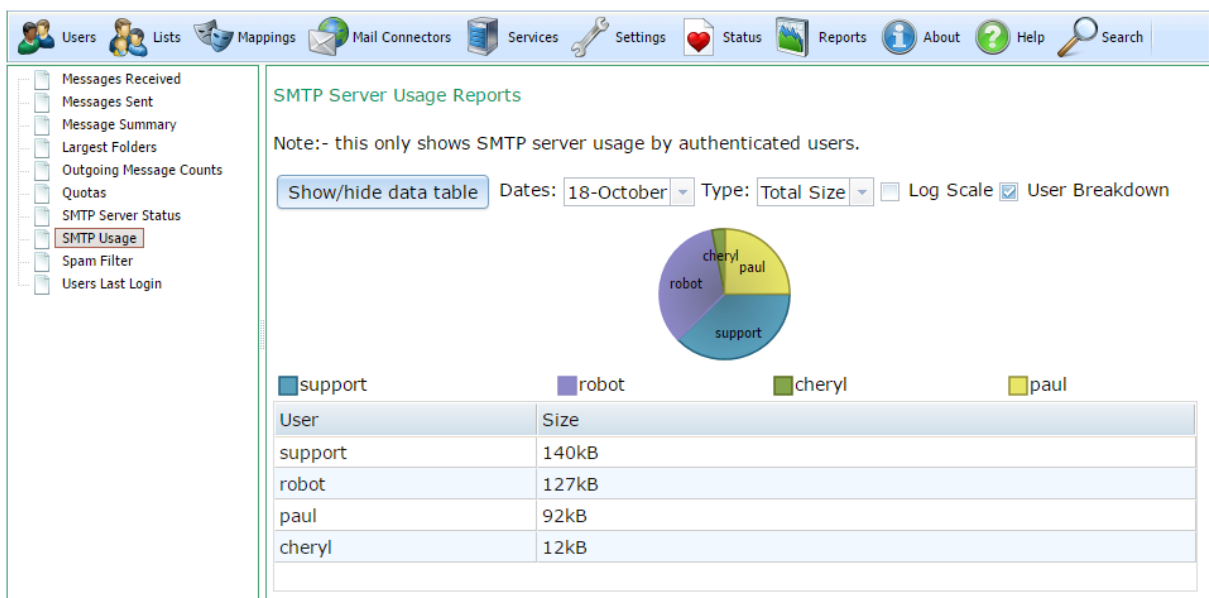 Users Lists Mappings Mail Connectors Services Settings Status Reports About Help Search
Messages Received
Messages Sent
Message Summary
Largest Folders
Outgoing Message Counts
Quotas
SMTP Server Status
SMTP Usage
Spam Filter
Users Last Login
SMTP Server Usage Reports
Note:- this only shows SMTP server usage by authenticated users.
Show/hide data table Dates: 18-October Type: Total Size Log Scale User Breakdown
cheryl
paul
robot
support
support robot cheryl paul
User Size
support 140kB
robot 127kB
paul 92kB
cheryl 12kB